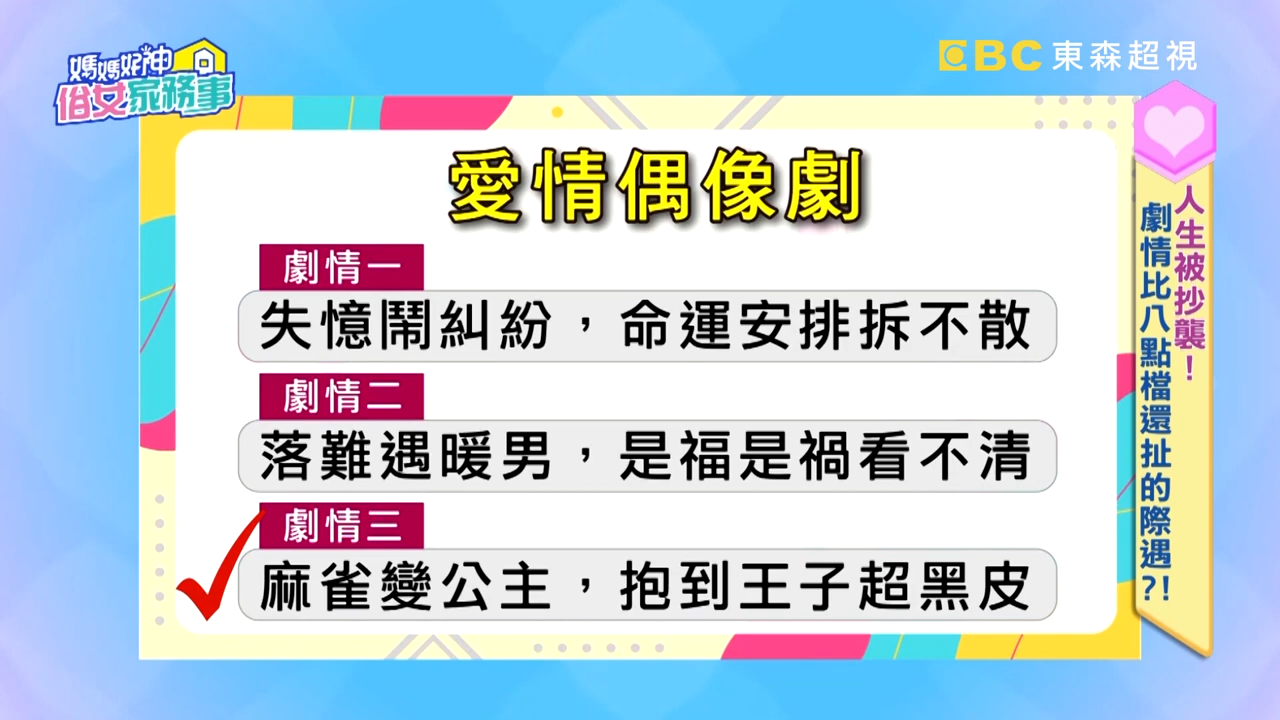 媽媽好神
俗女家務事
EBC 東森超視
愛情偶像劇
劇情一
失憶鬧糾紛，命運安排拆不散
劇情二
落難遇暖男，是福是禍看不清
劇情三
麻雀變公主，抱到王子超黑皮
人生被抄襲！
劇情比八點檔還扯的際遇?!